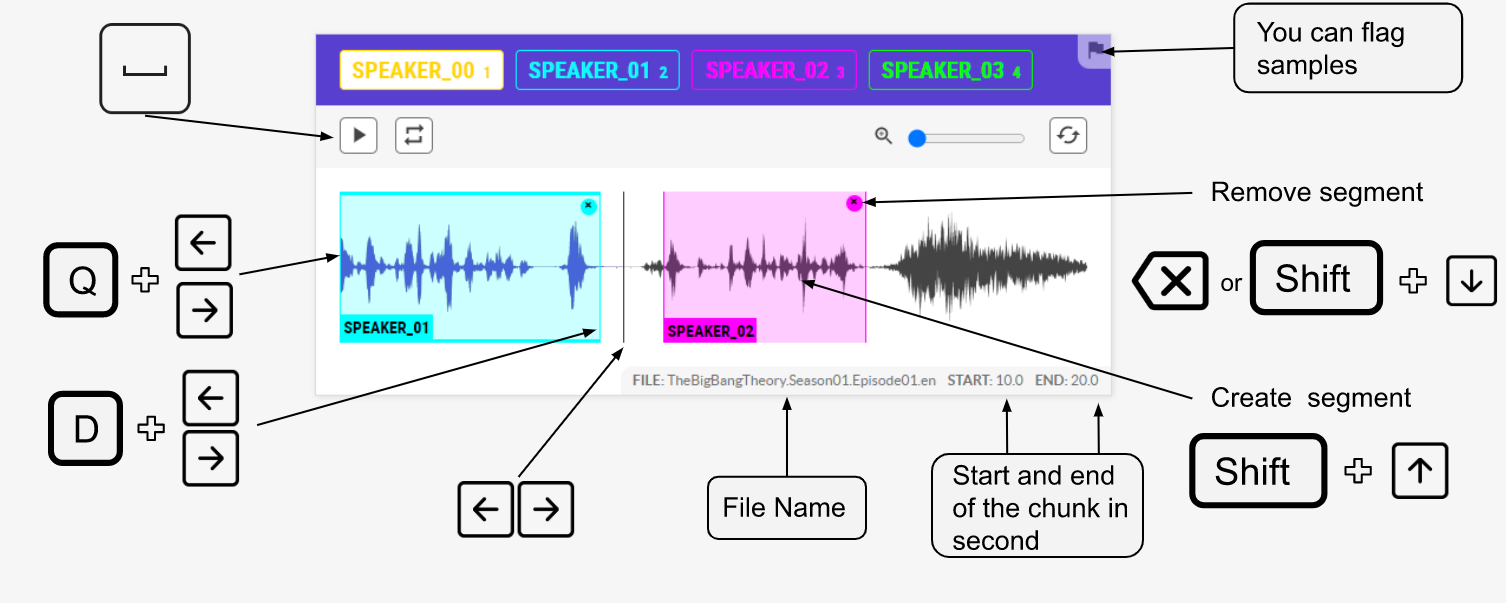 You can flag
samples
SPEAKER_00 1
SPEAKER_01 2
SPEAKER_02 3
SPEAKER_03 4
Remove segment
Q
or
Shift
SPEAKER_01
SPEAKER_02
FILE: TheBigBangTheory.Season01.Episode01.en START: 10.0 END: 20.0
D
Create segment
Shift
File Name
Start and end
of the chunk in
second